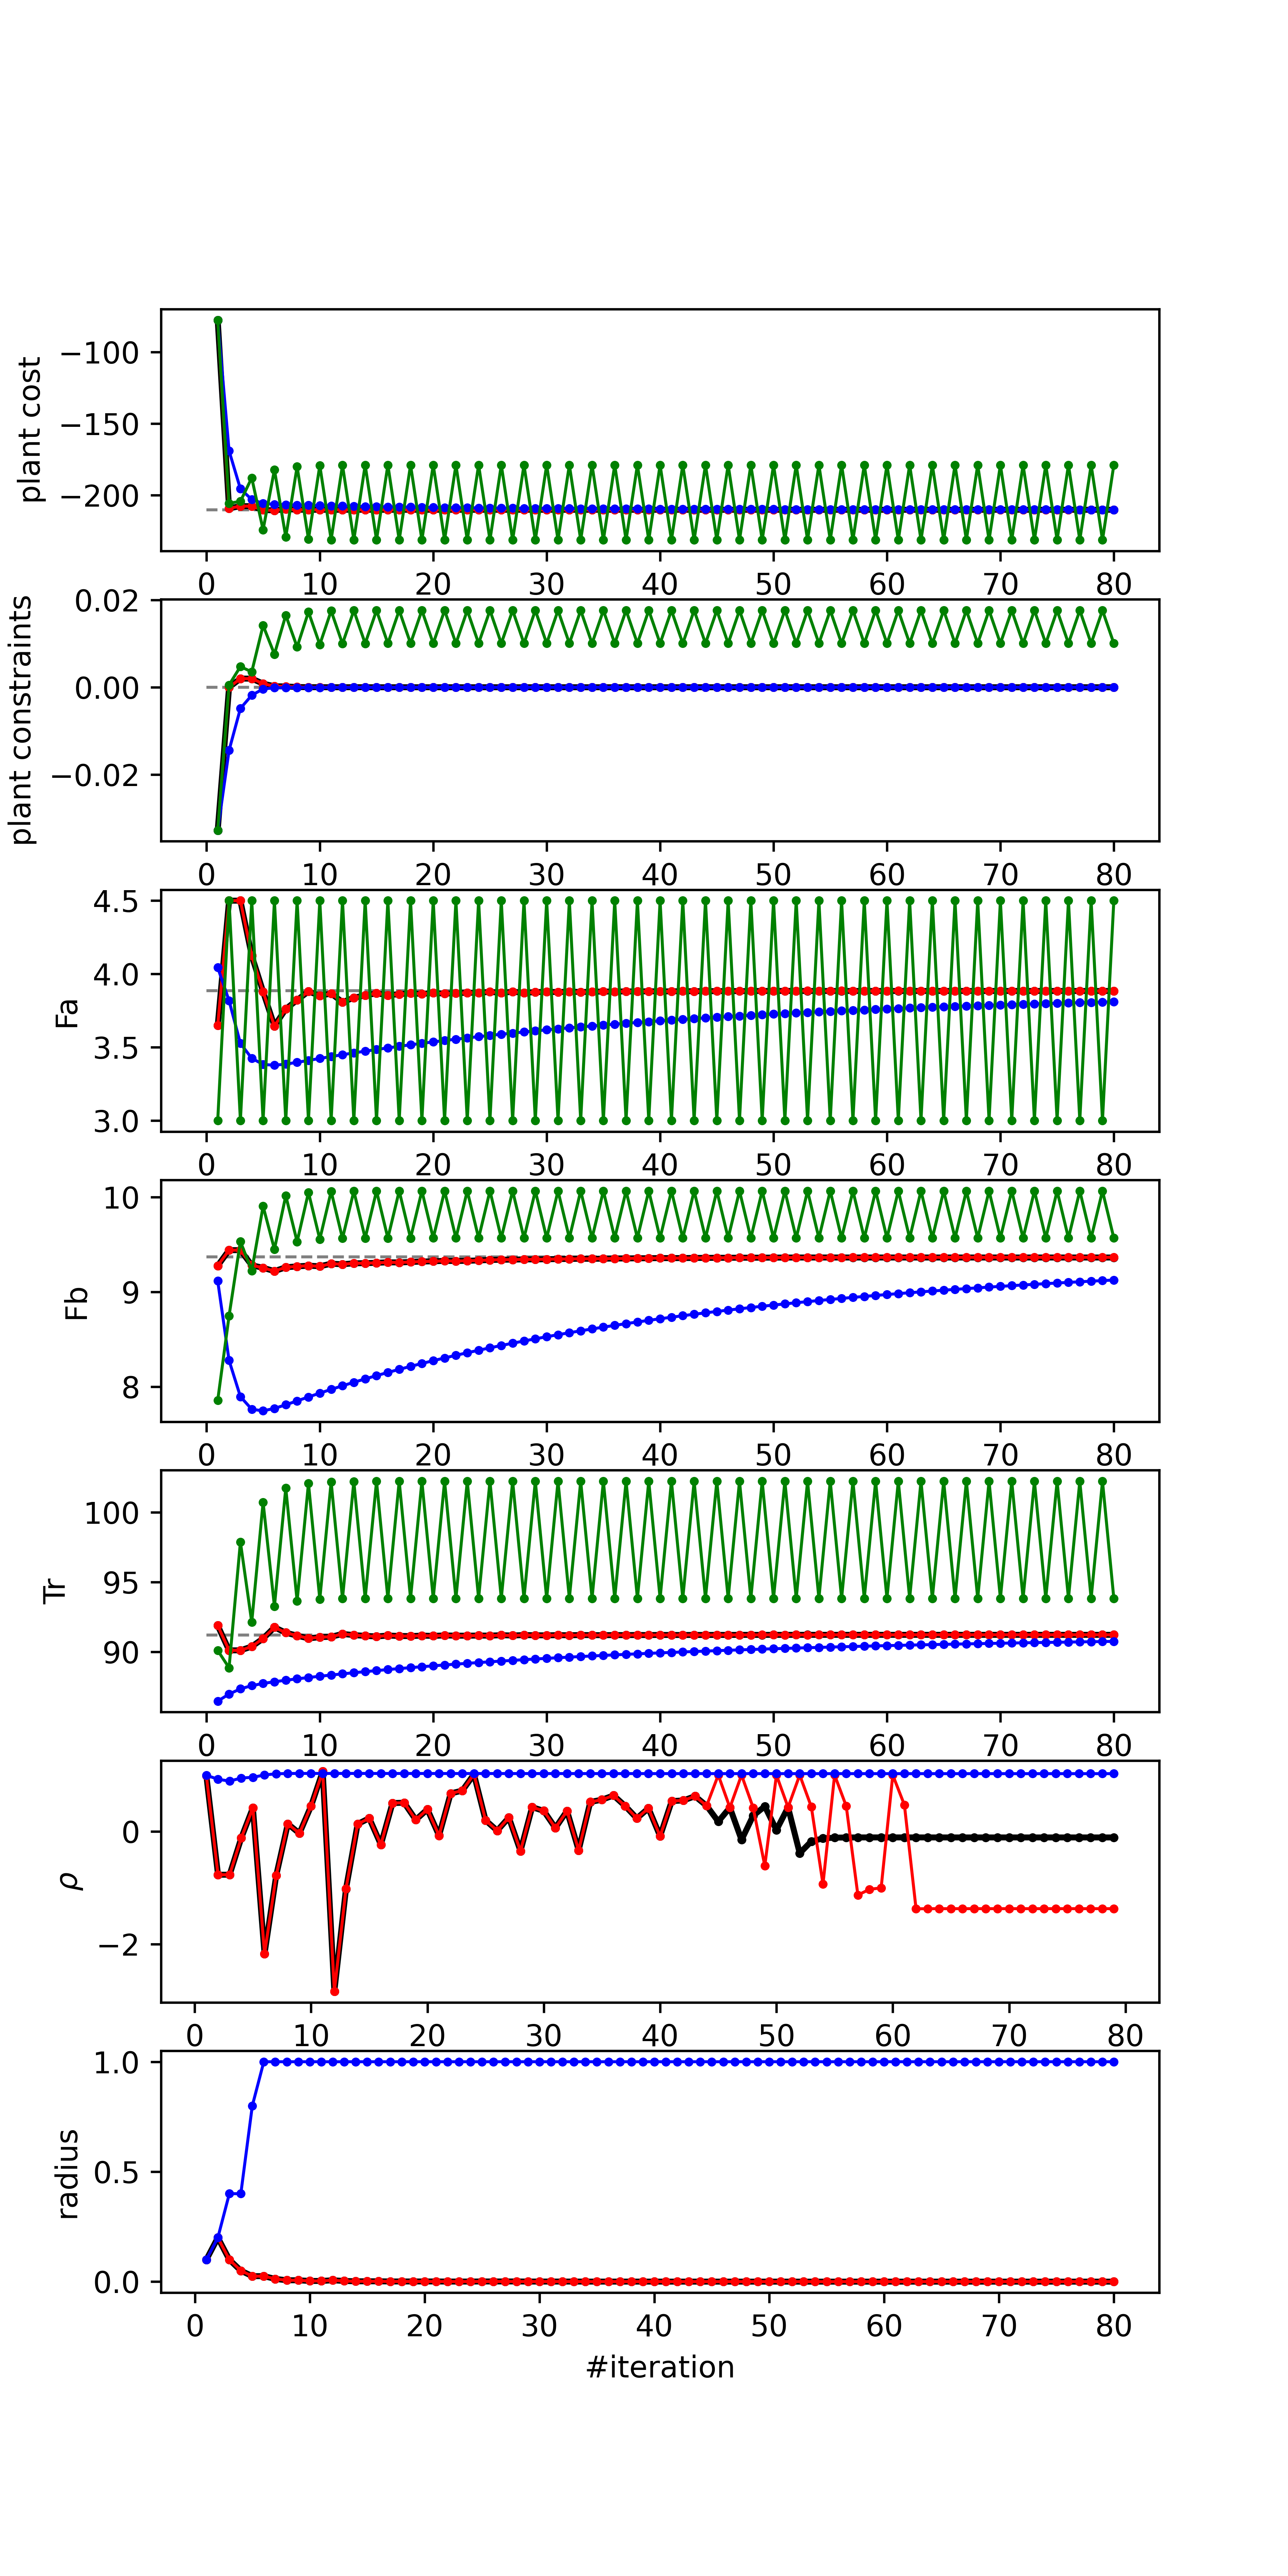 plant cost
−100
−150
−200
0 10 20 30 40 50 60 70 80
plant constraints
0.02
0.00
−0.02
0 10 20 30 40 50 60 70 80
Fa
4.5
4.0
3.5
3.0
0 10 20 30 40 50 60 70 80
Fb
10
9
8
0 10 20 30 40 50 60 70 80
Tr
100
95
90
0 10 20 30 40 50 60 70 80
ρ
0
−2
0 10 20 30 40 50 60 70 80
radius
1.0
0.5
0.0
0 10 20 30 40 50 60 70 80
#iteration